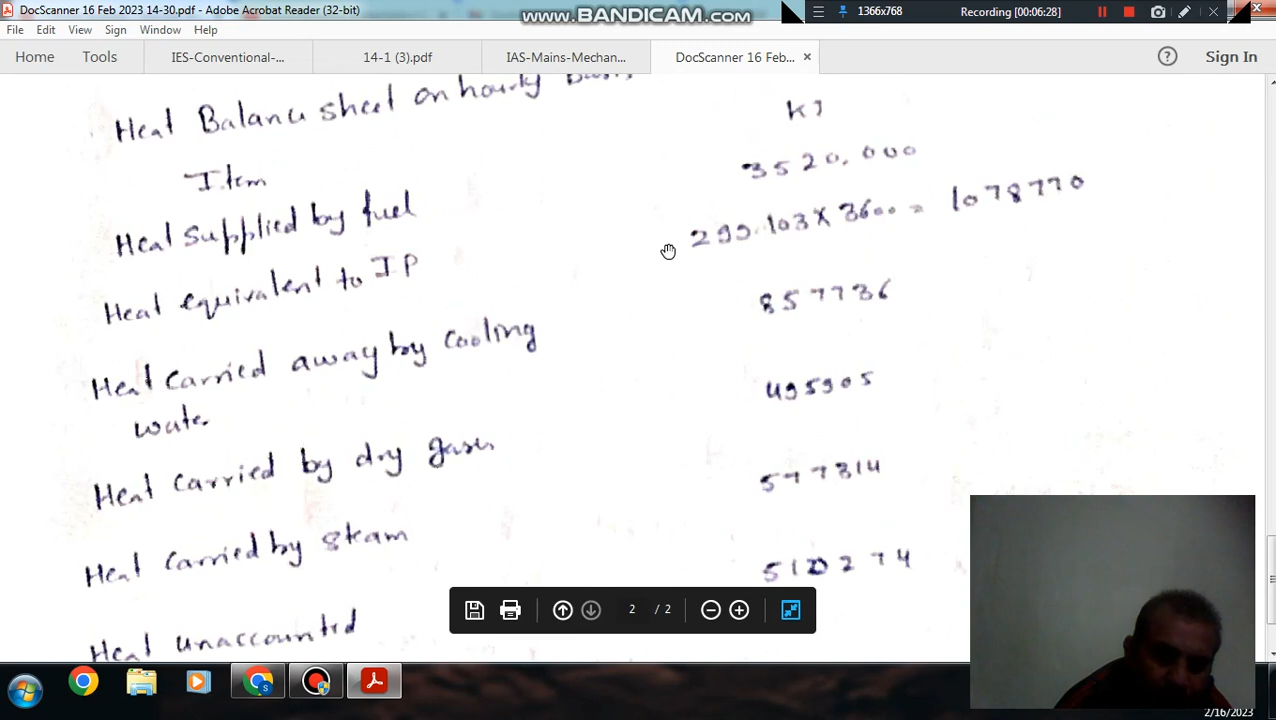 DocScanner 16 Feb 2023 14-30.pdf - Adobe Acrobat Reader (32-bit)
www.BANDICAM.com
1366x768
Recording [00:06:28]
File Edit View Sign Window Help
Home Tools IES-Conventional-... 14-1 (3).pdf IAS-Mains-Mechan... DocScanner 16 Feb... Sign In
Heat Balance sheet on hourly Basis
KJ
Item
3520,000
Heat supplied by fuel
299.103 X 3600 = 1078770
Heat equivalent to IP
857736
Heat carried away by cooling
water
495905
Heat carried by dry gases
577314
Heat carried by steam
Heat unaccounted
2 / 2
2/16/2023